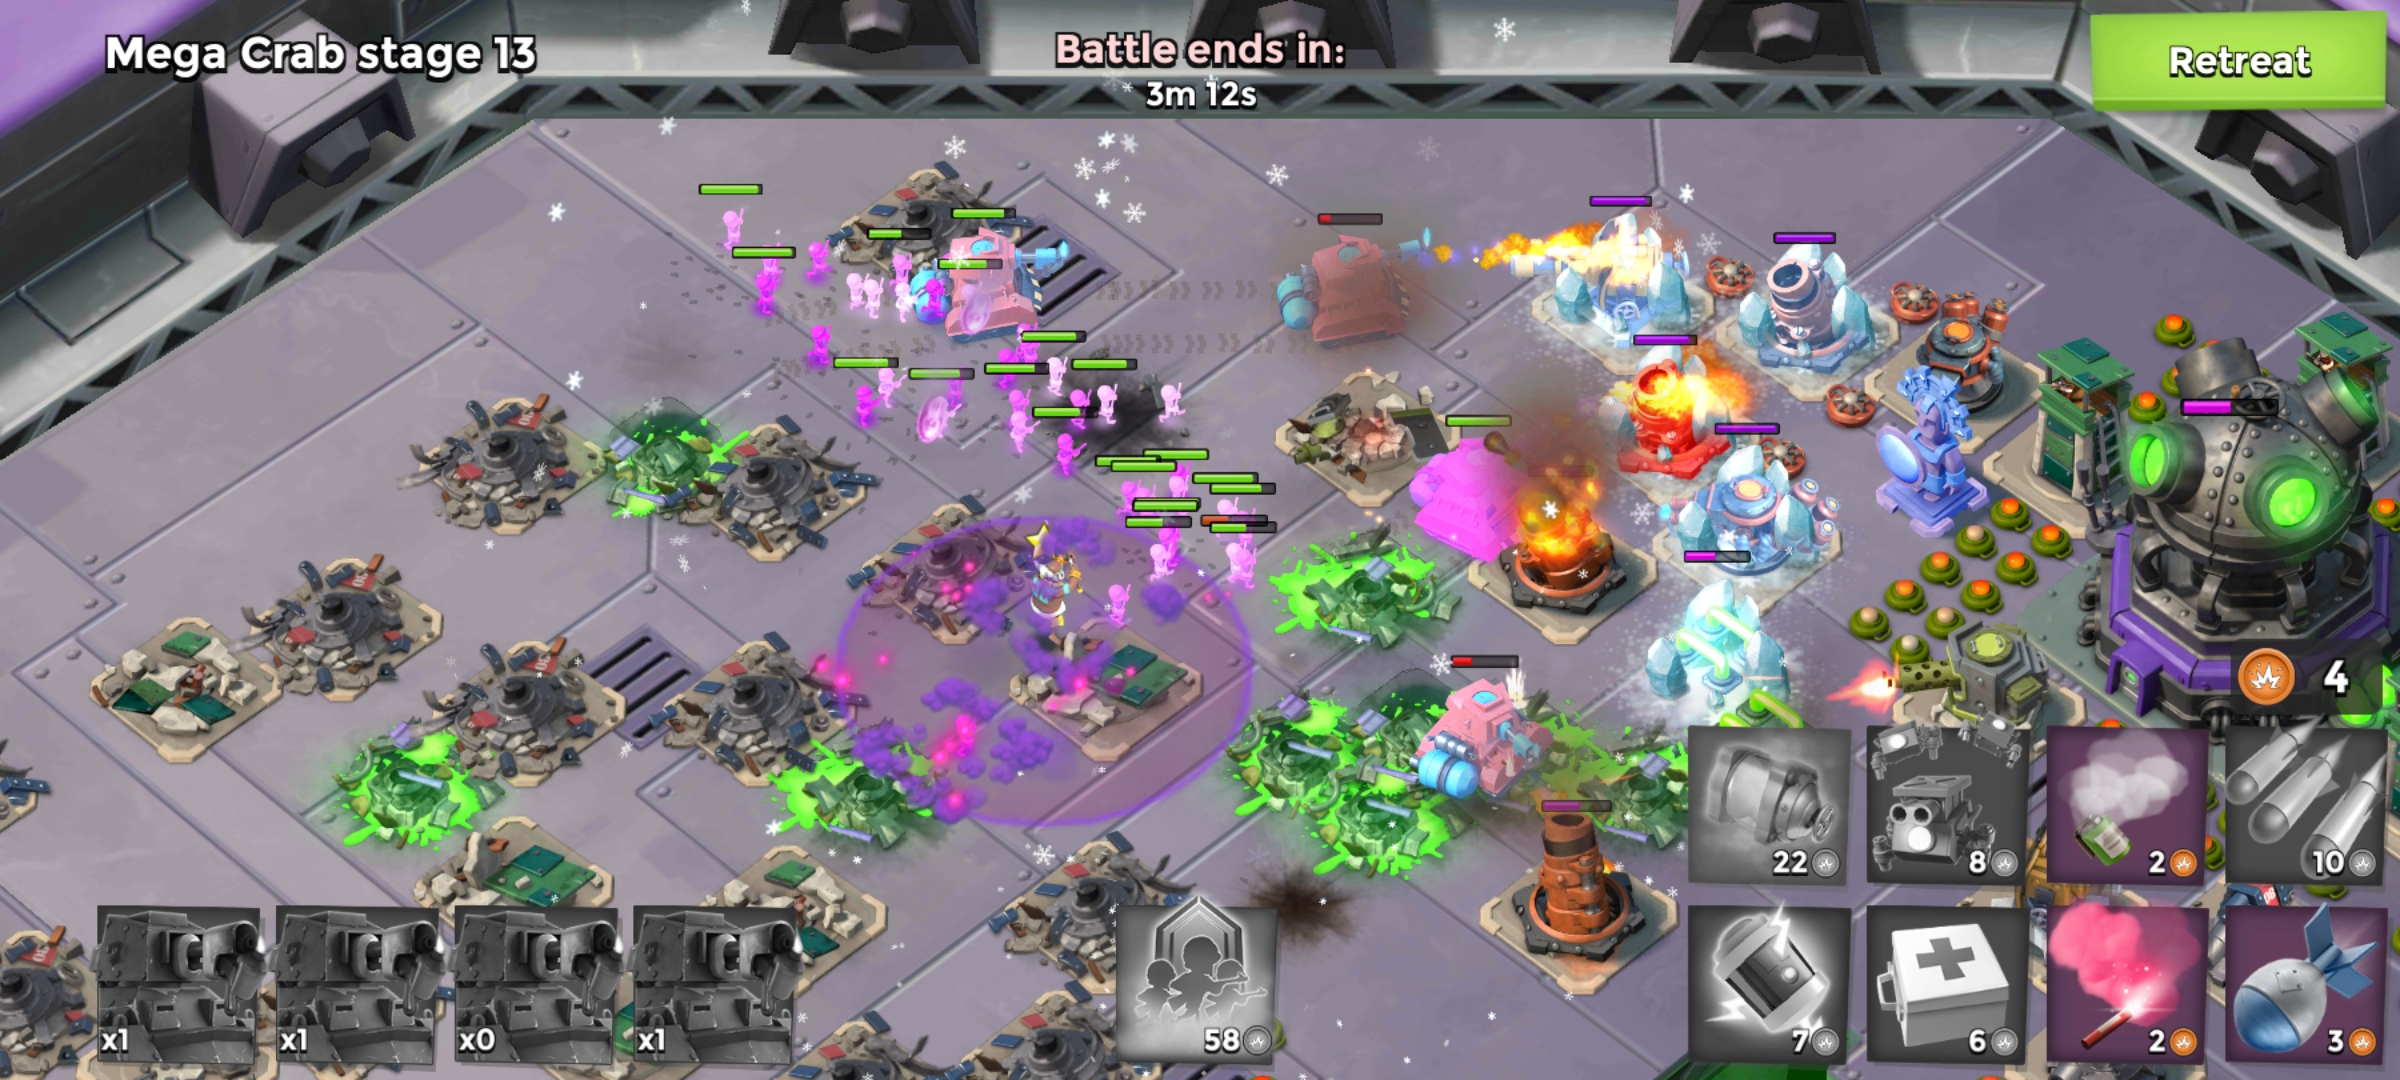 Mega Crab stage 13
Battle ends in:
3m 12s
Retreat
4
22
8
2
10
x1
x1
x0
x1
58
7
6
2
3